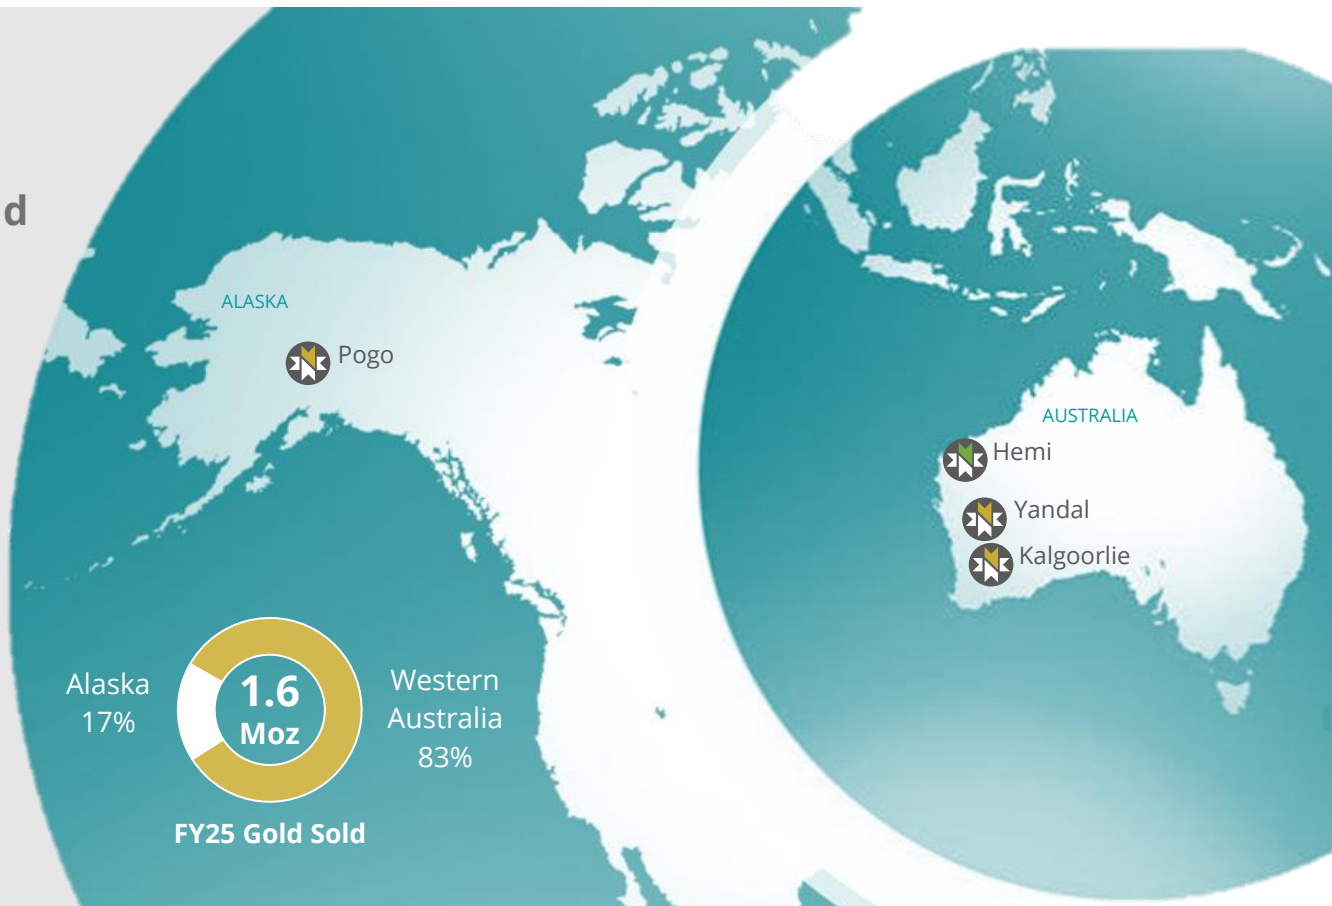 d
ALASKA
Pogo
AUSTRALIA
Hemi
Yandal
Kalgoorlie
Alaska
17%
1.6
Moz
Western
Australia
83%
FY25 Gold Sold